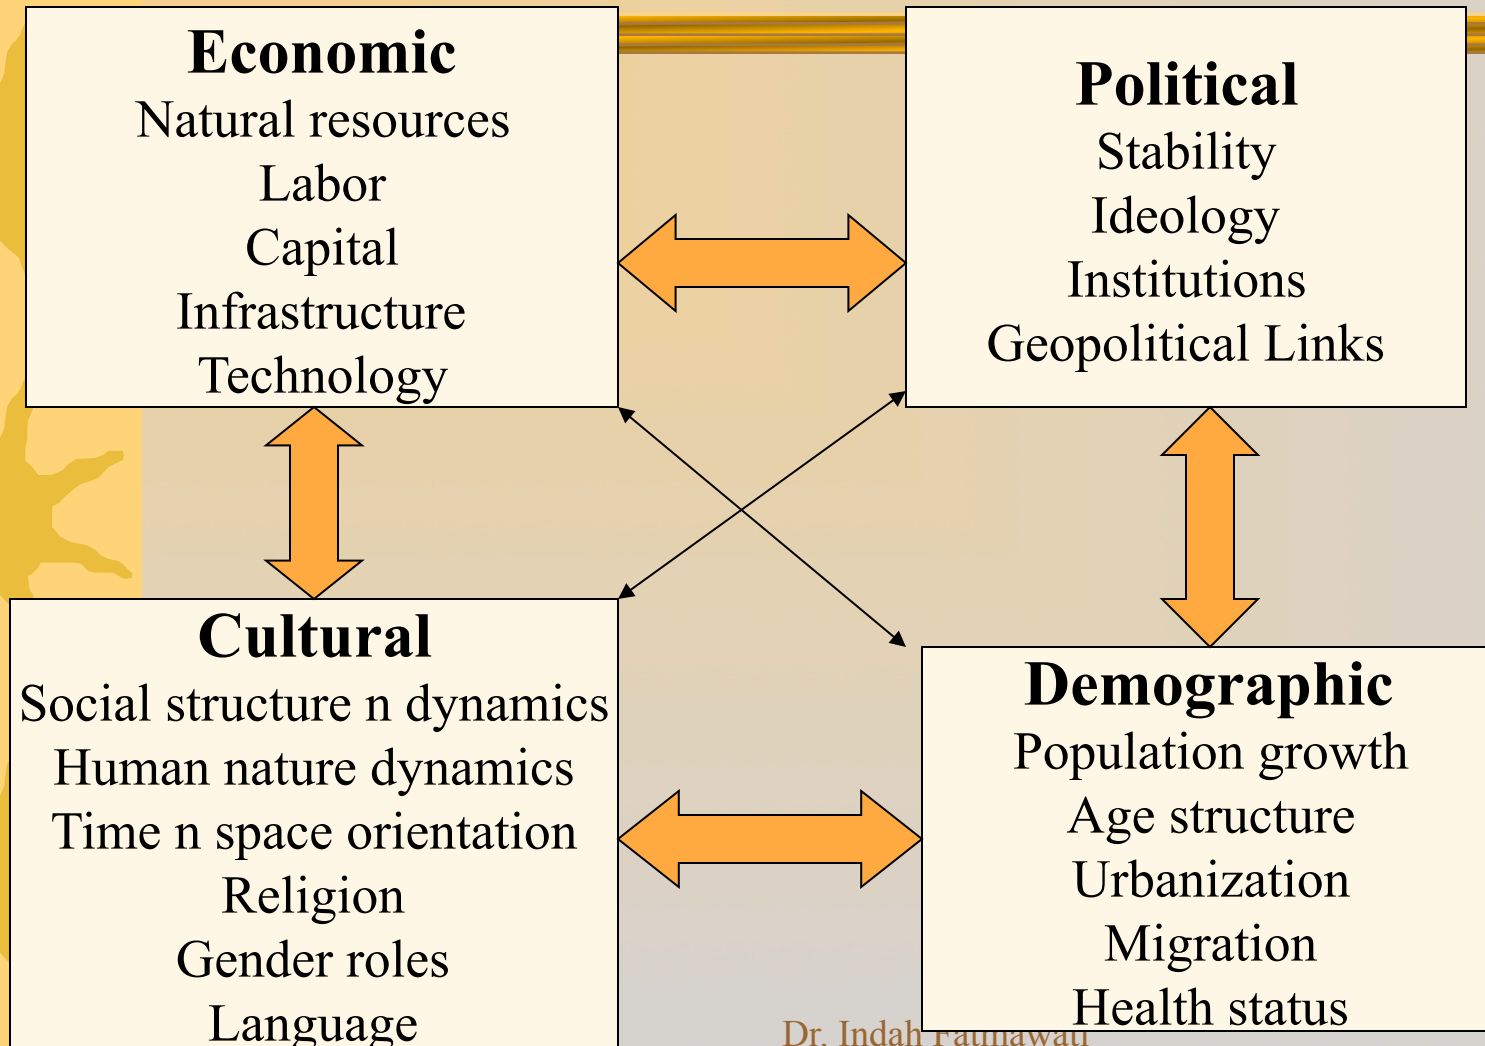 Economic
Natural resources
Labor
Capital
Infrastructure
Technology
Political
Stability
Ideology
Institutions
Geopolitical Links
Cultural
Social structure n dynamics
Human nature dynamics
Time n space orientation
Religion
Gender roles
Language
Demographic
Population growth
Age structure
Urbanization
Migration
Health status
Dr. Indah Fatmawati